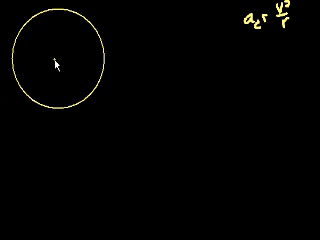 a_c = v²/r